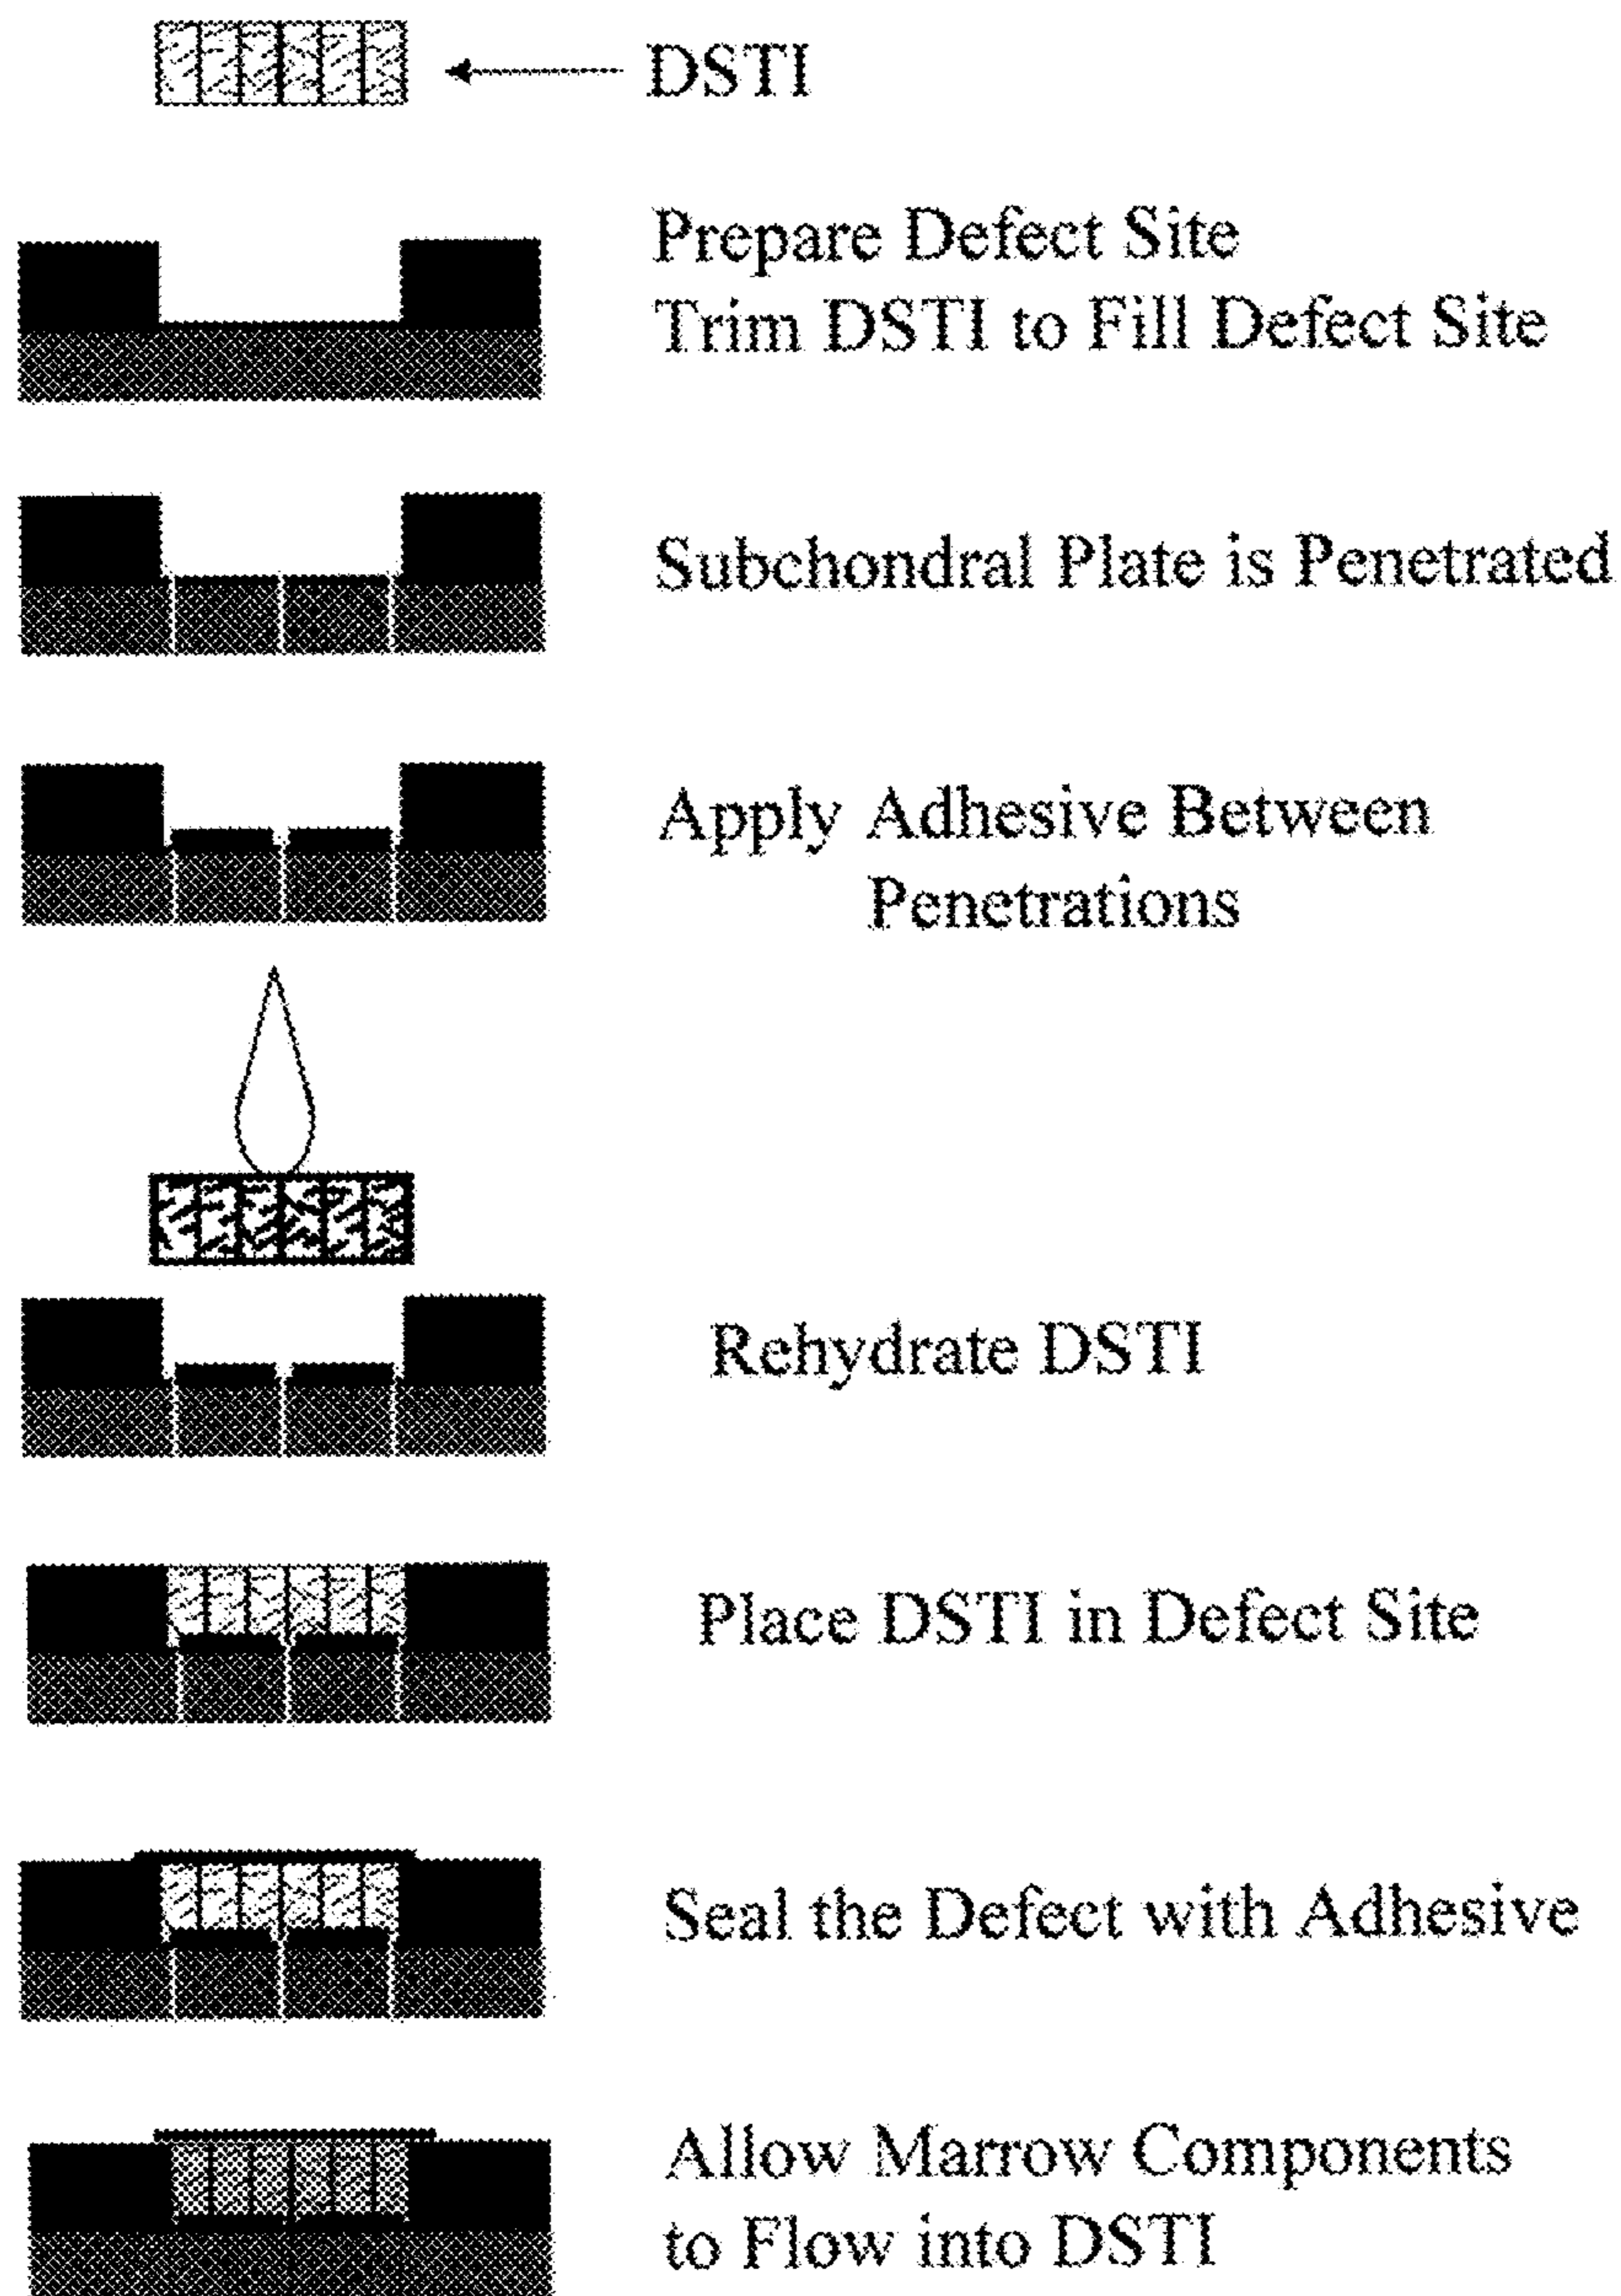 DSTI
Prepare Defect Site
Trim DSTI to Fill Defect Site
Subchondral Plate is Penetrated
Apply Adhesive Between
Penetrations
Rehydrate DSTI
Place DSTI in Defect Site
Seal the Defect with Adhesive
Allow Marrow Components
to Flow into DSTI